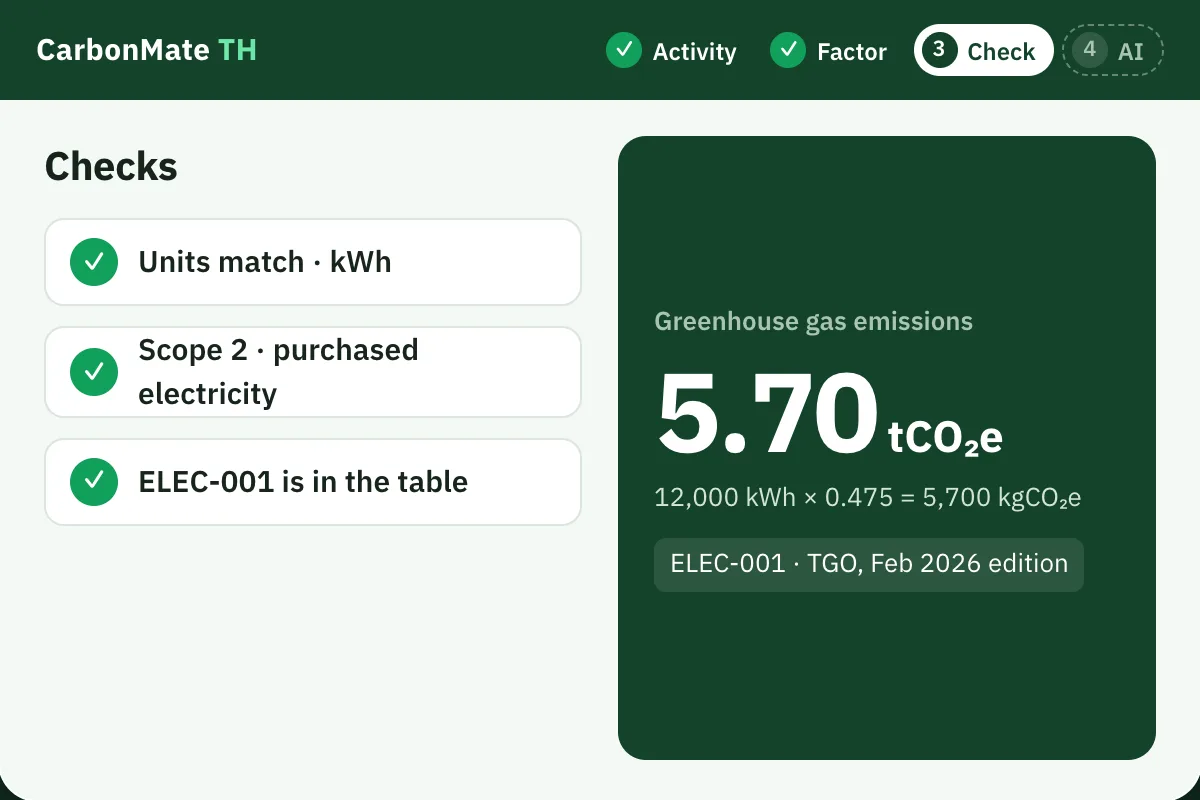 CarbonMate TH
Activity
Factor
3 Check
4 AI
Checks
Units match · kWh
Scope 2 · purchased
electricity
ELEC-001 is in the table
Greenhouse gas emissions
5.70 tCO₂e
12,000 kWh × 0.475 = 5,700 kgCO₂e
ELEC-001 · TGO, Feb 2026 edition